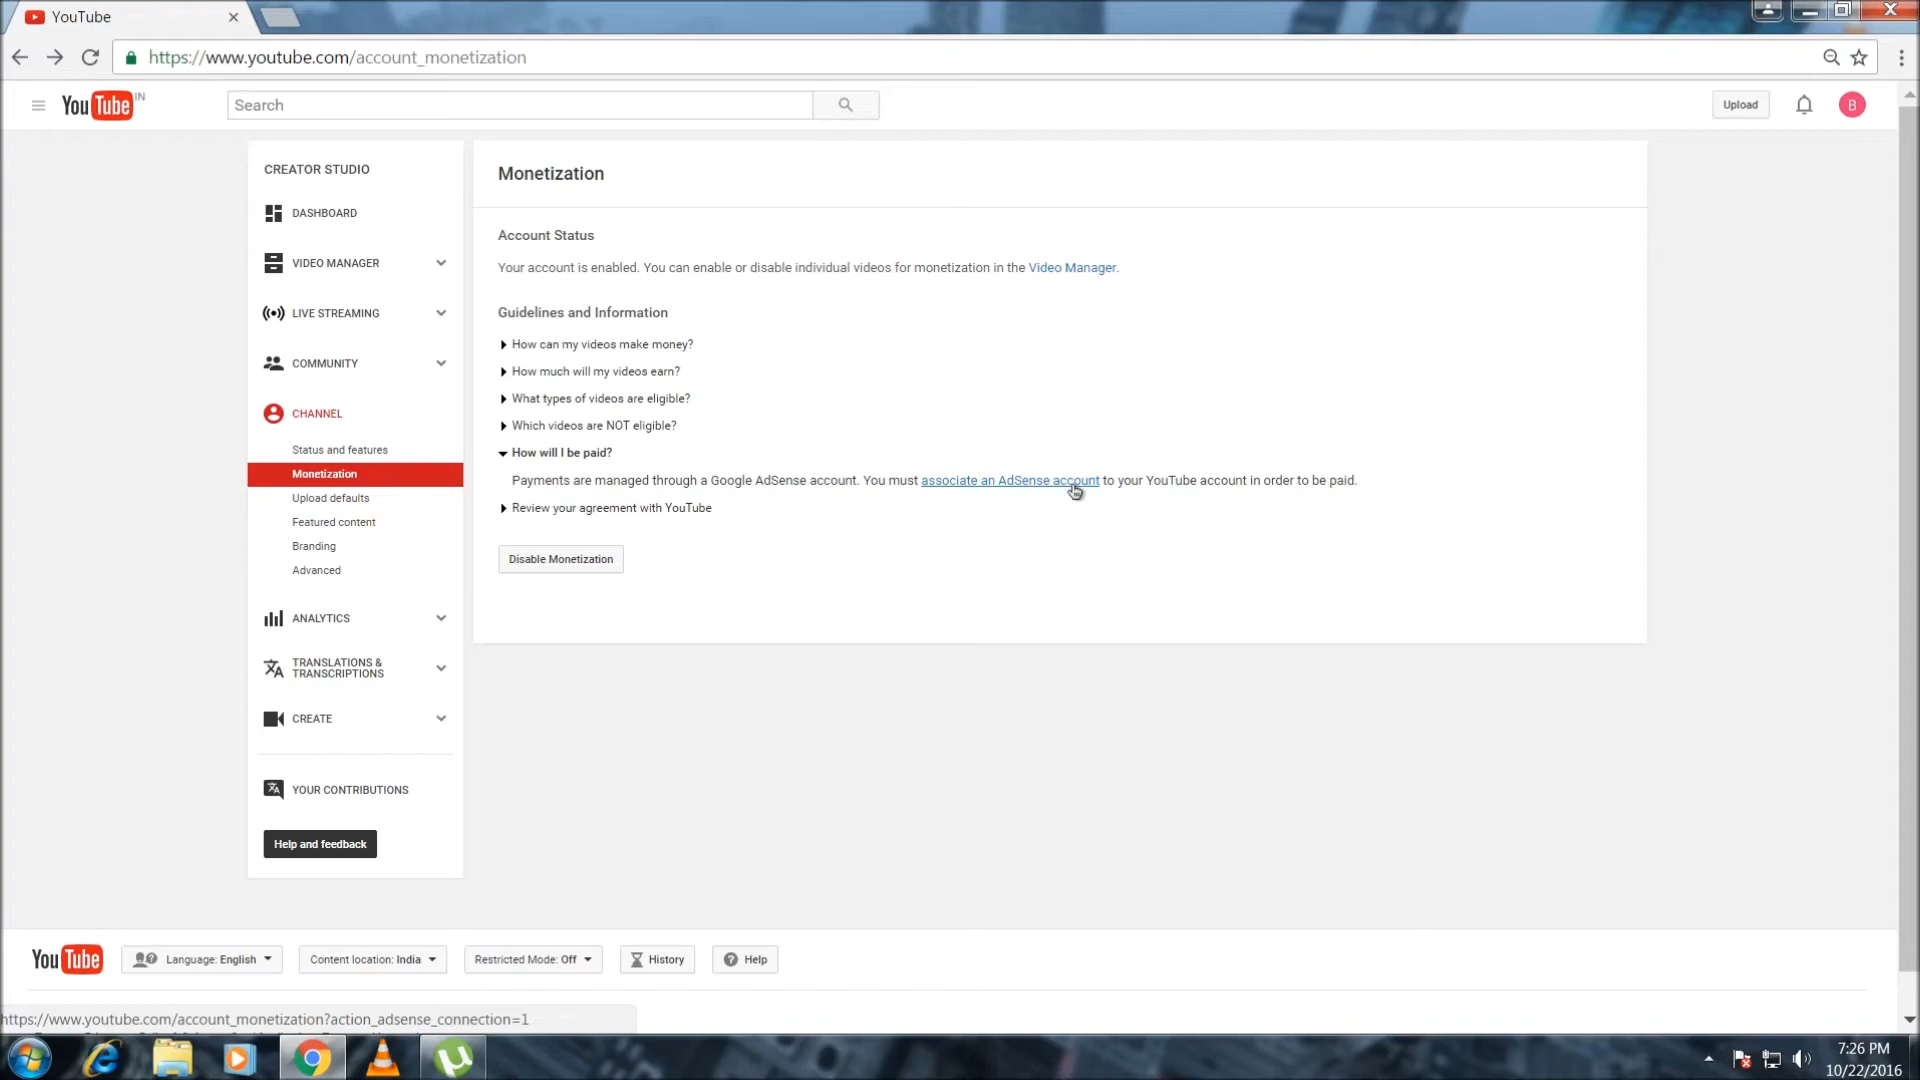 YouTube
https://www.youtube.com/account_monetization
YouTube IN
Search
Upload
B
CREATOR STUDIO
DASHBOARD
VIDEO MANAGER
LIVE STREAMING
COMMUNITY
CHANNEL
Status and features
Monetization
Upload defaults
Featured content
Branding
Advanced
ANALYTICS
TRANSLATIONS &
TRANSCRIPTIONS
CREATE
YOUR CONTRIBUTIONS
Help and feedback
Monetization
Account Status
Your account is enabled. You can enable or disable individual videos for monetization in the Video Manager.
Guidelines and Information
How can my videos make money?
How much will my videos earn?
What types of videos are eligible?
Which videos are NOT eligible?
How will I be paid?
Payments are managed through a Google AdSense account. You must associate an AdSense account to your YouTube account in order to be paid.
Review your agreement with YouTube
Disable Monetization
YouTube
Language: English
Content location: India
Restricted Mode: Off
History
Help
https://www.youtube.com/account_monetization?action_adsense_connection=1
7:26 PM
10/22/2016